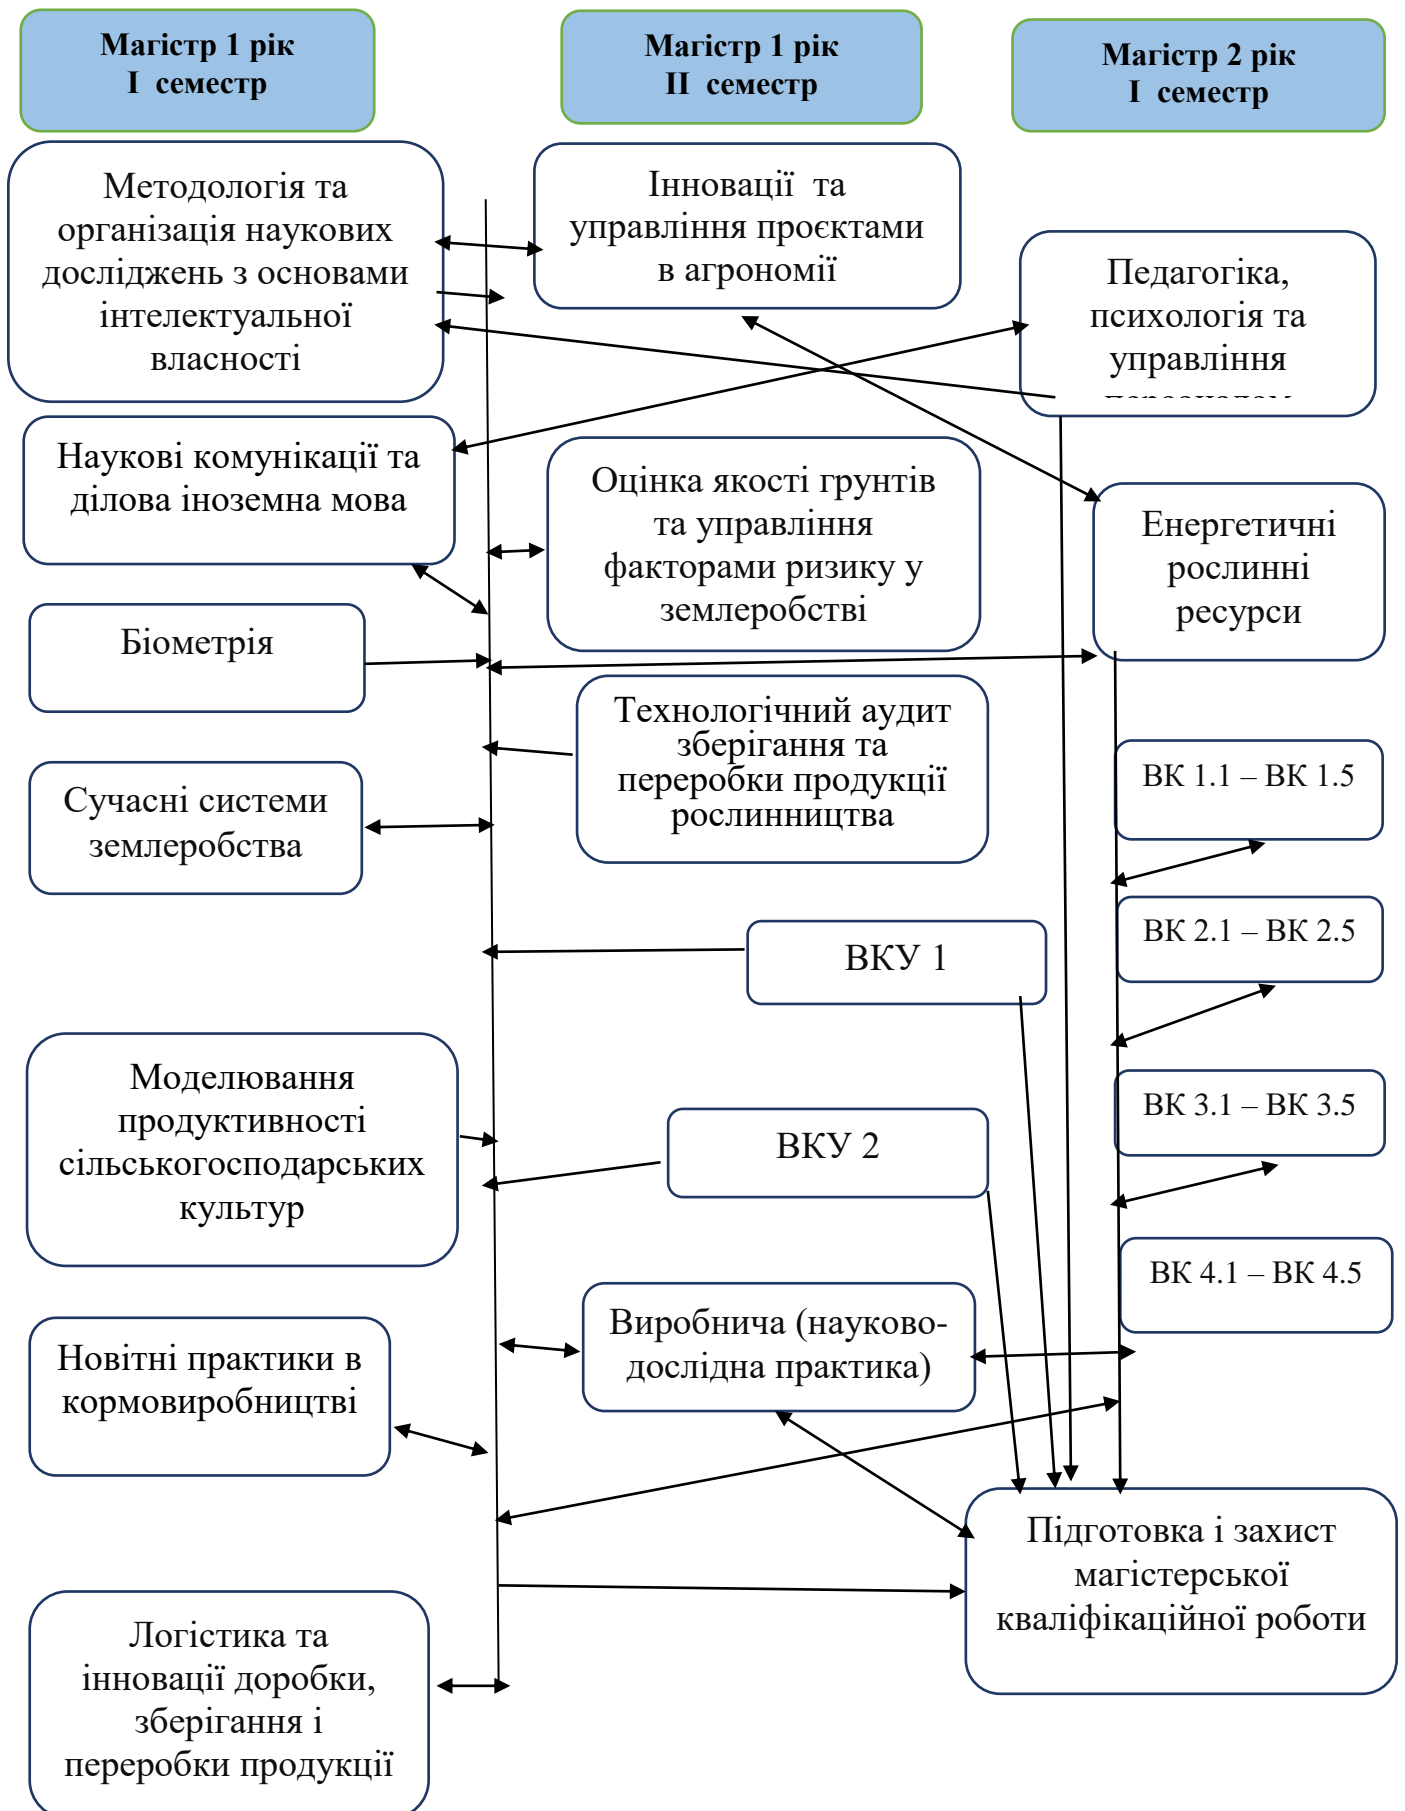 Магістр 1 рік
І семестр
Магістр 1 рік
ІІ семестр
Магістр 2 рік
І семестр
Методологія та
організація наукових
досліджень з основами
інтелектуальної
власності
Наукові комунікації та
ділова іноземна мова
Біометрія
Сучасні системи
землеробства
Моделювання
продуктивності
сільськогосподарських
культур
Новітні практики в
кормовиробництві
Логістика та
інновації доробки,
зберігання і
переробки продукції
Інновації та
управління проєктами
в агрономії
Оцінка якості грунтів
та управління
факторами ризику у
землеробстві
Технологічний аудит
зберігання та
переробки продукції
рослинництва
ВКУ 1
ВКУ 2
Виробнича (науково-
дослідна практика)
Педагогіка,
психологія та
управління
Енергетичні
рослинні
ресурси
ВК 1.1 – ВК 1.5
ВК 2.1 – ВК 2.5
ВК 3.1 – ВК 3.5
ВК 4.1 – ВК 4.5
Підготовка і захист
магістерської
кваліфікаційної роботи